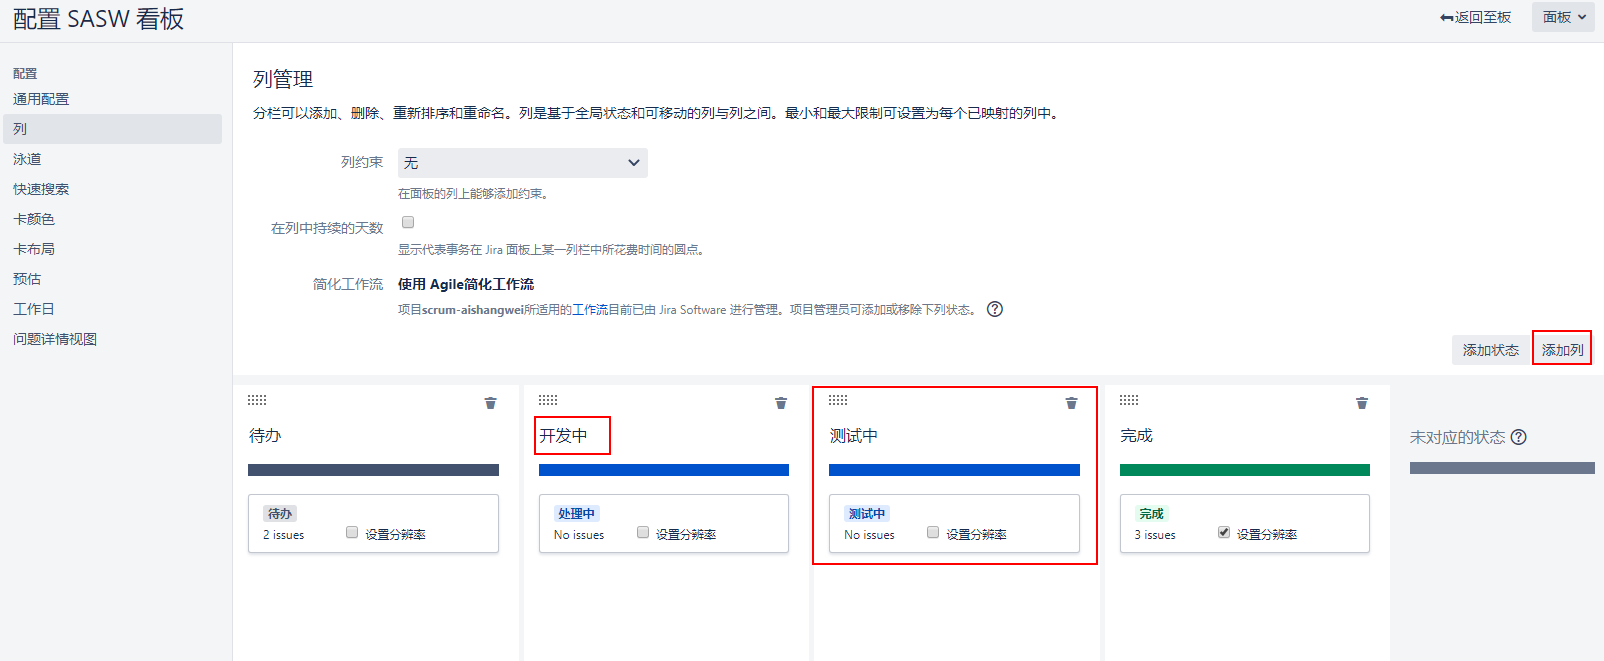 配置 SASW 看板
返回至板
面板
配置
通用配置
列
泳道
快速搜索
卡颜色
卡布局
预估
工作日
问题详情视图
列管理
分栏可以添加、删除、重新排序和重命名。列是基于全局状态和可移动的列与列之间。最小和最大限制可设置为每个已映射的列中。
列约束
无
在面板的列上能够添加约束。
在列中持续的天数
显示代表事务在 Jira 面板上某一列栏中所花费时间的圆点。
简化工作流
使用 Agile简化工作流
项目scrum-aishangwei所适用的工作流目前已由 Jira Software 进行管理。项目管理员可添加或移除下列状态。
添加状态
添加列
待办
待办
2 issues
设置分辨率
开发中
处理中
No issues
设置分辨率
测试中
测试中
No issues
设置分辨率
完成
完成
3 issues
设置分辨率
未对应的状态